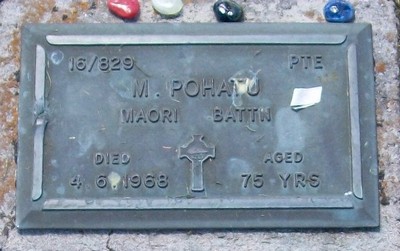 16/829 PTE
M. POHATU
MAORI BATTN
DIED AGED
4.6.1968 75 YRS